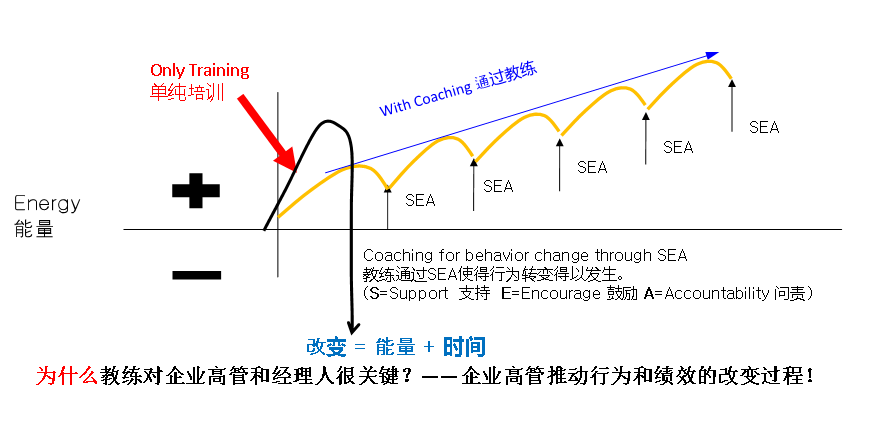 Only Training
单纯培训
With Coaching 通过教练
SEA
SEA
SEA
SEA
SEA
Energy
能量
Coaching for behavior change through SEA
教练通过SEA使得行为转变得以发生。
（S=Support 支持 E=Encourage 鼓励 A=Accountability 问责）
改变 = 能量 + 时间
为什么教练对企业高管和经理人很关键？——企业高管推动行为和绩效的改变过程！